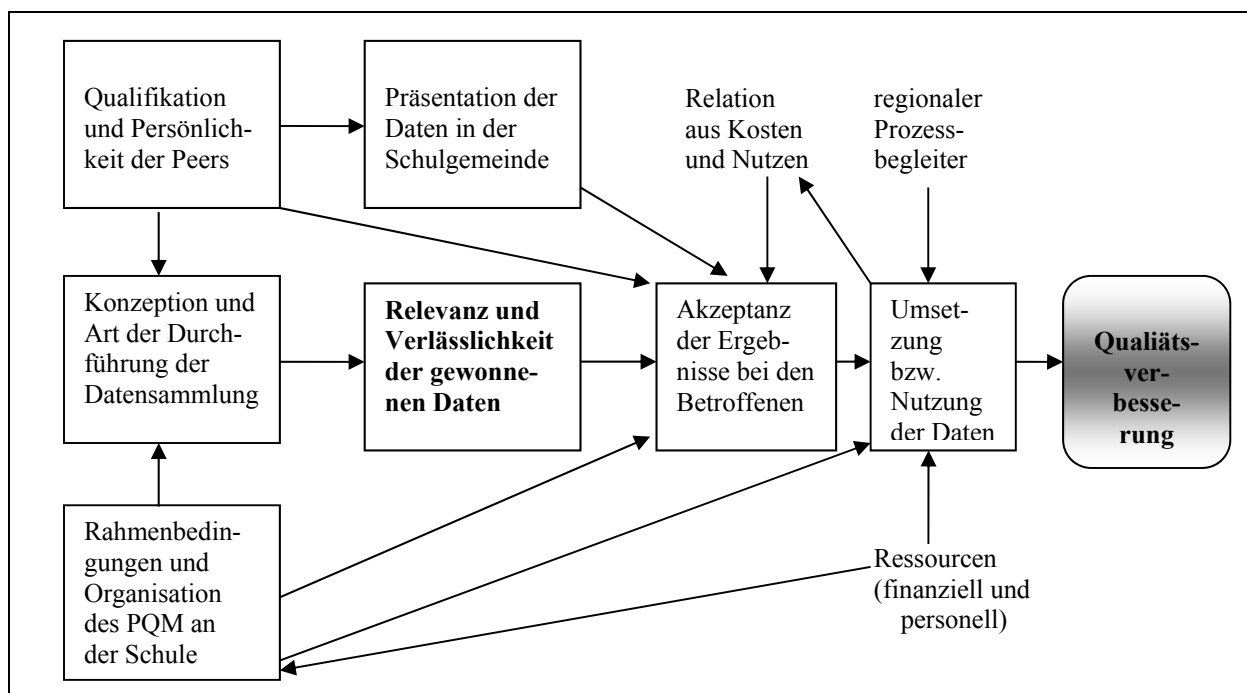 Qualifikation
und Persönlich-
keit der Peers
Präsentation der
Daten in der
Schulgemeinde
Relation
aus Kosten
und Nutzen
regionaler
Prozess-
begleiter
Konzeption und
Art der Durch-
führung der
Datensammlung
Relevanz und
Verlässlichkeit
der gewonne-
nen Daten
Akzeptanz
der Ergeb-
nisse bei den
Betroffenen
Umset-
zung
bzw.
Nutzung
der Daten
Qualiäts-
ver-
besse-
rung
Rahmenbedin-
gungen und
Organisation
des PQM an
der Schule
Ressourcen
(finanziell und
personell)